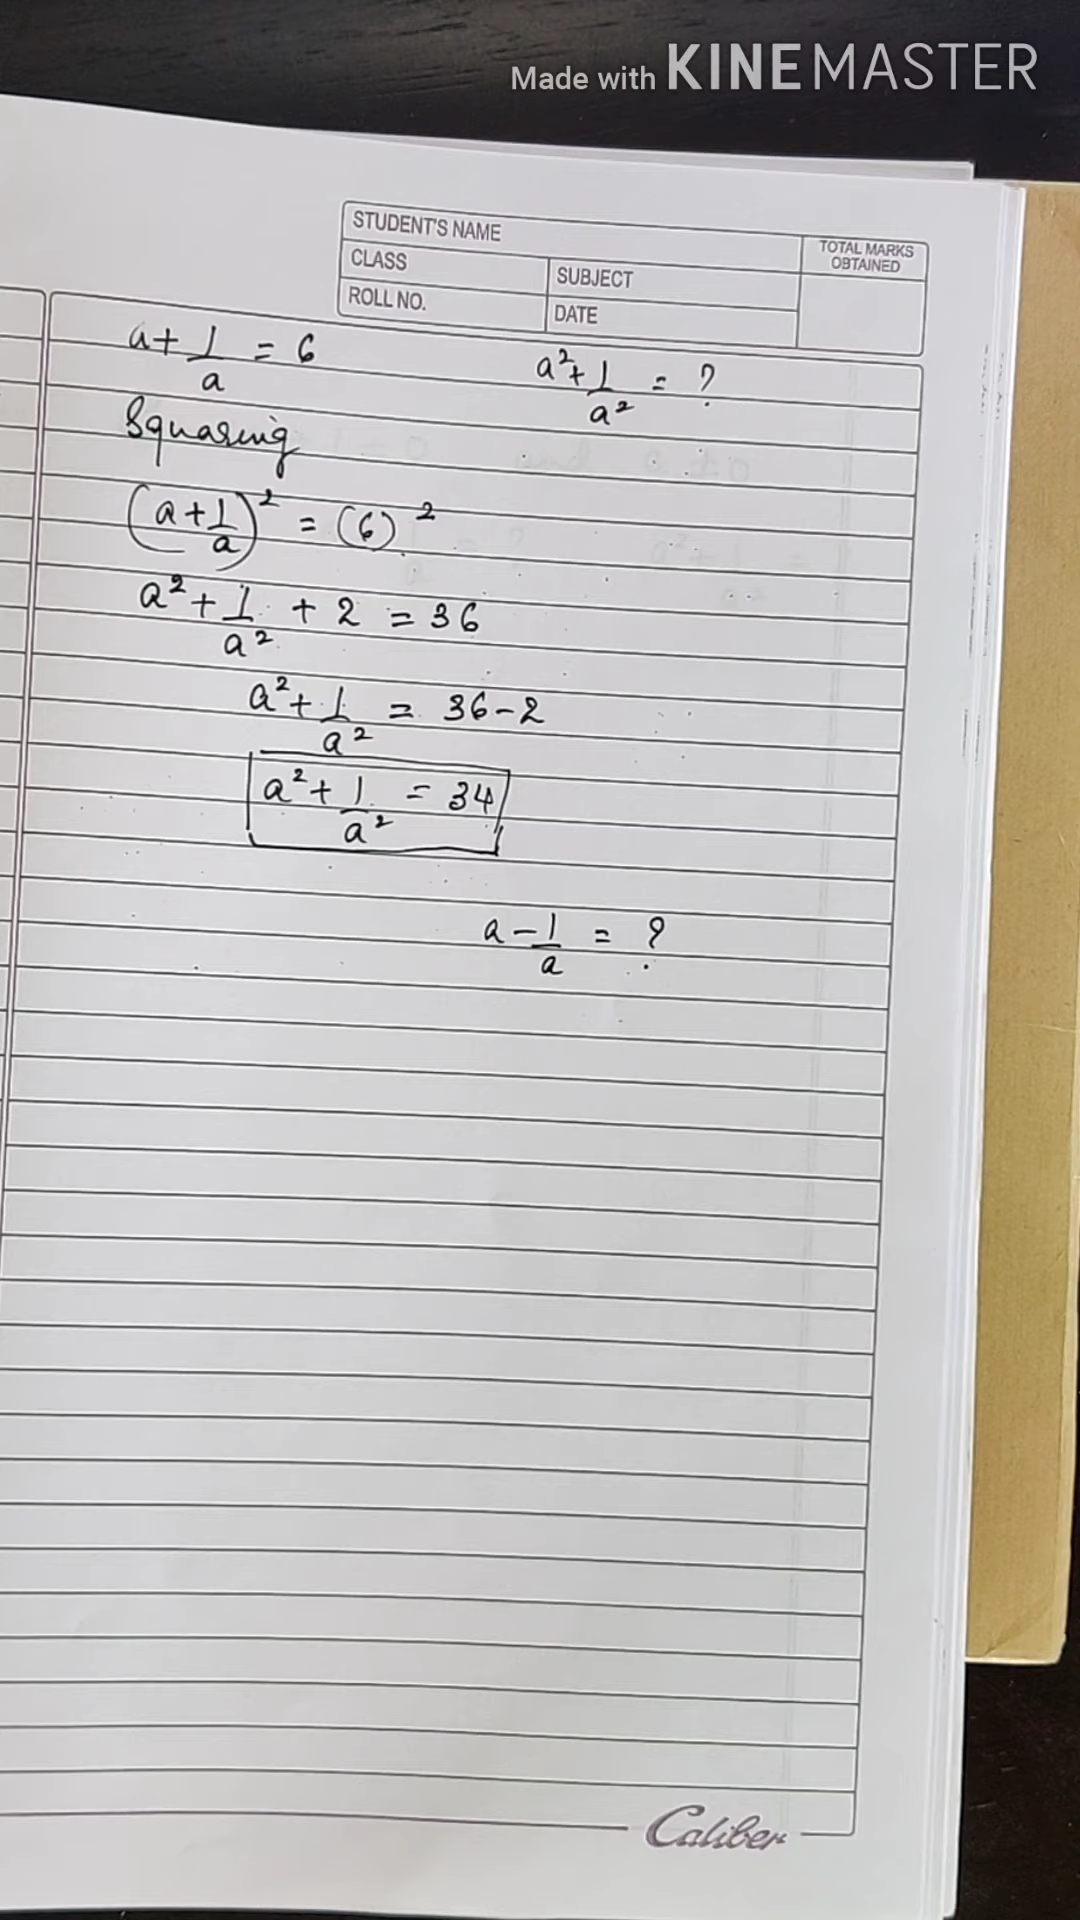 Made with KINEMASTER
STUDENT'S NAME
TOTAL MARKS OBTAINED
CLASS
SUBJECT
ROLL NO.
DATE
a + 1/a = 6
a² + 1/a² = ?
Squaring
(a + 1/a)² = (6)²
a² + 1/a² + 2 = 36
a² + 1/a² = 36 - 2
a² + 1/a² = 34
a - 1/a = ?
Caliber